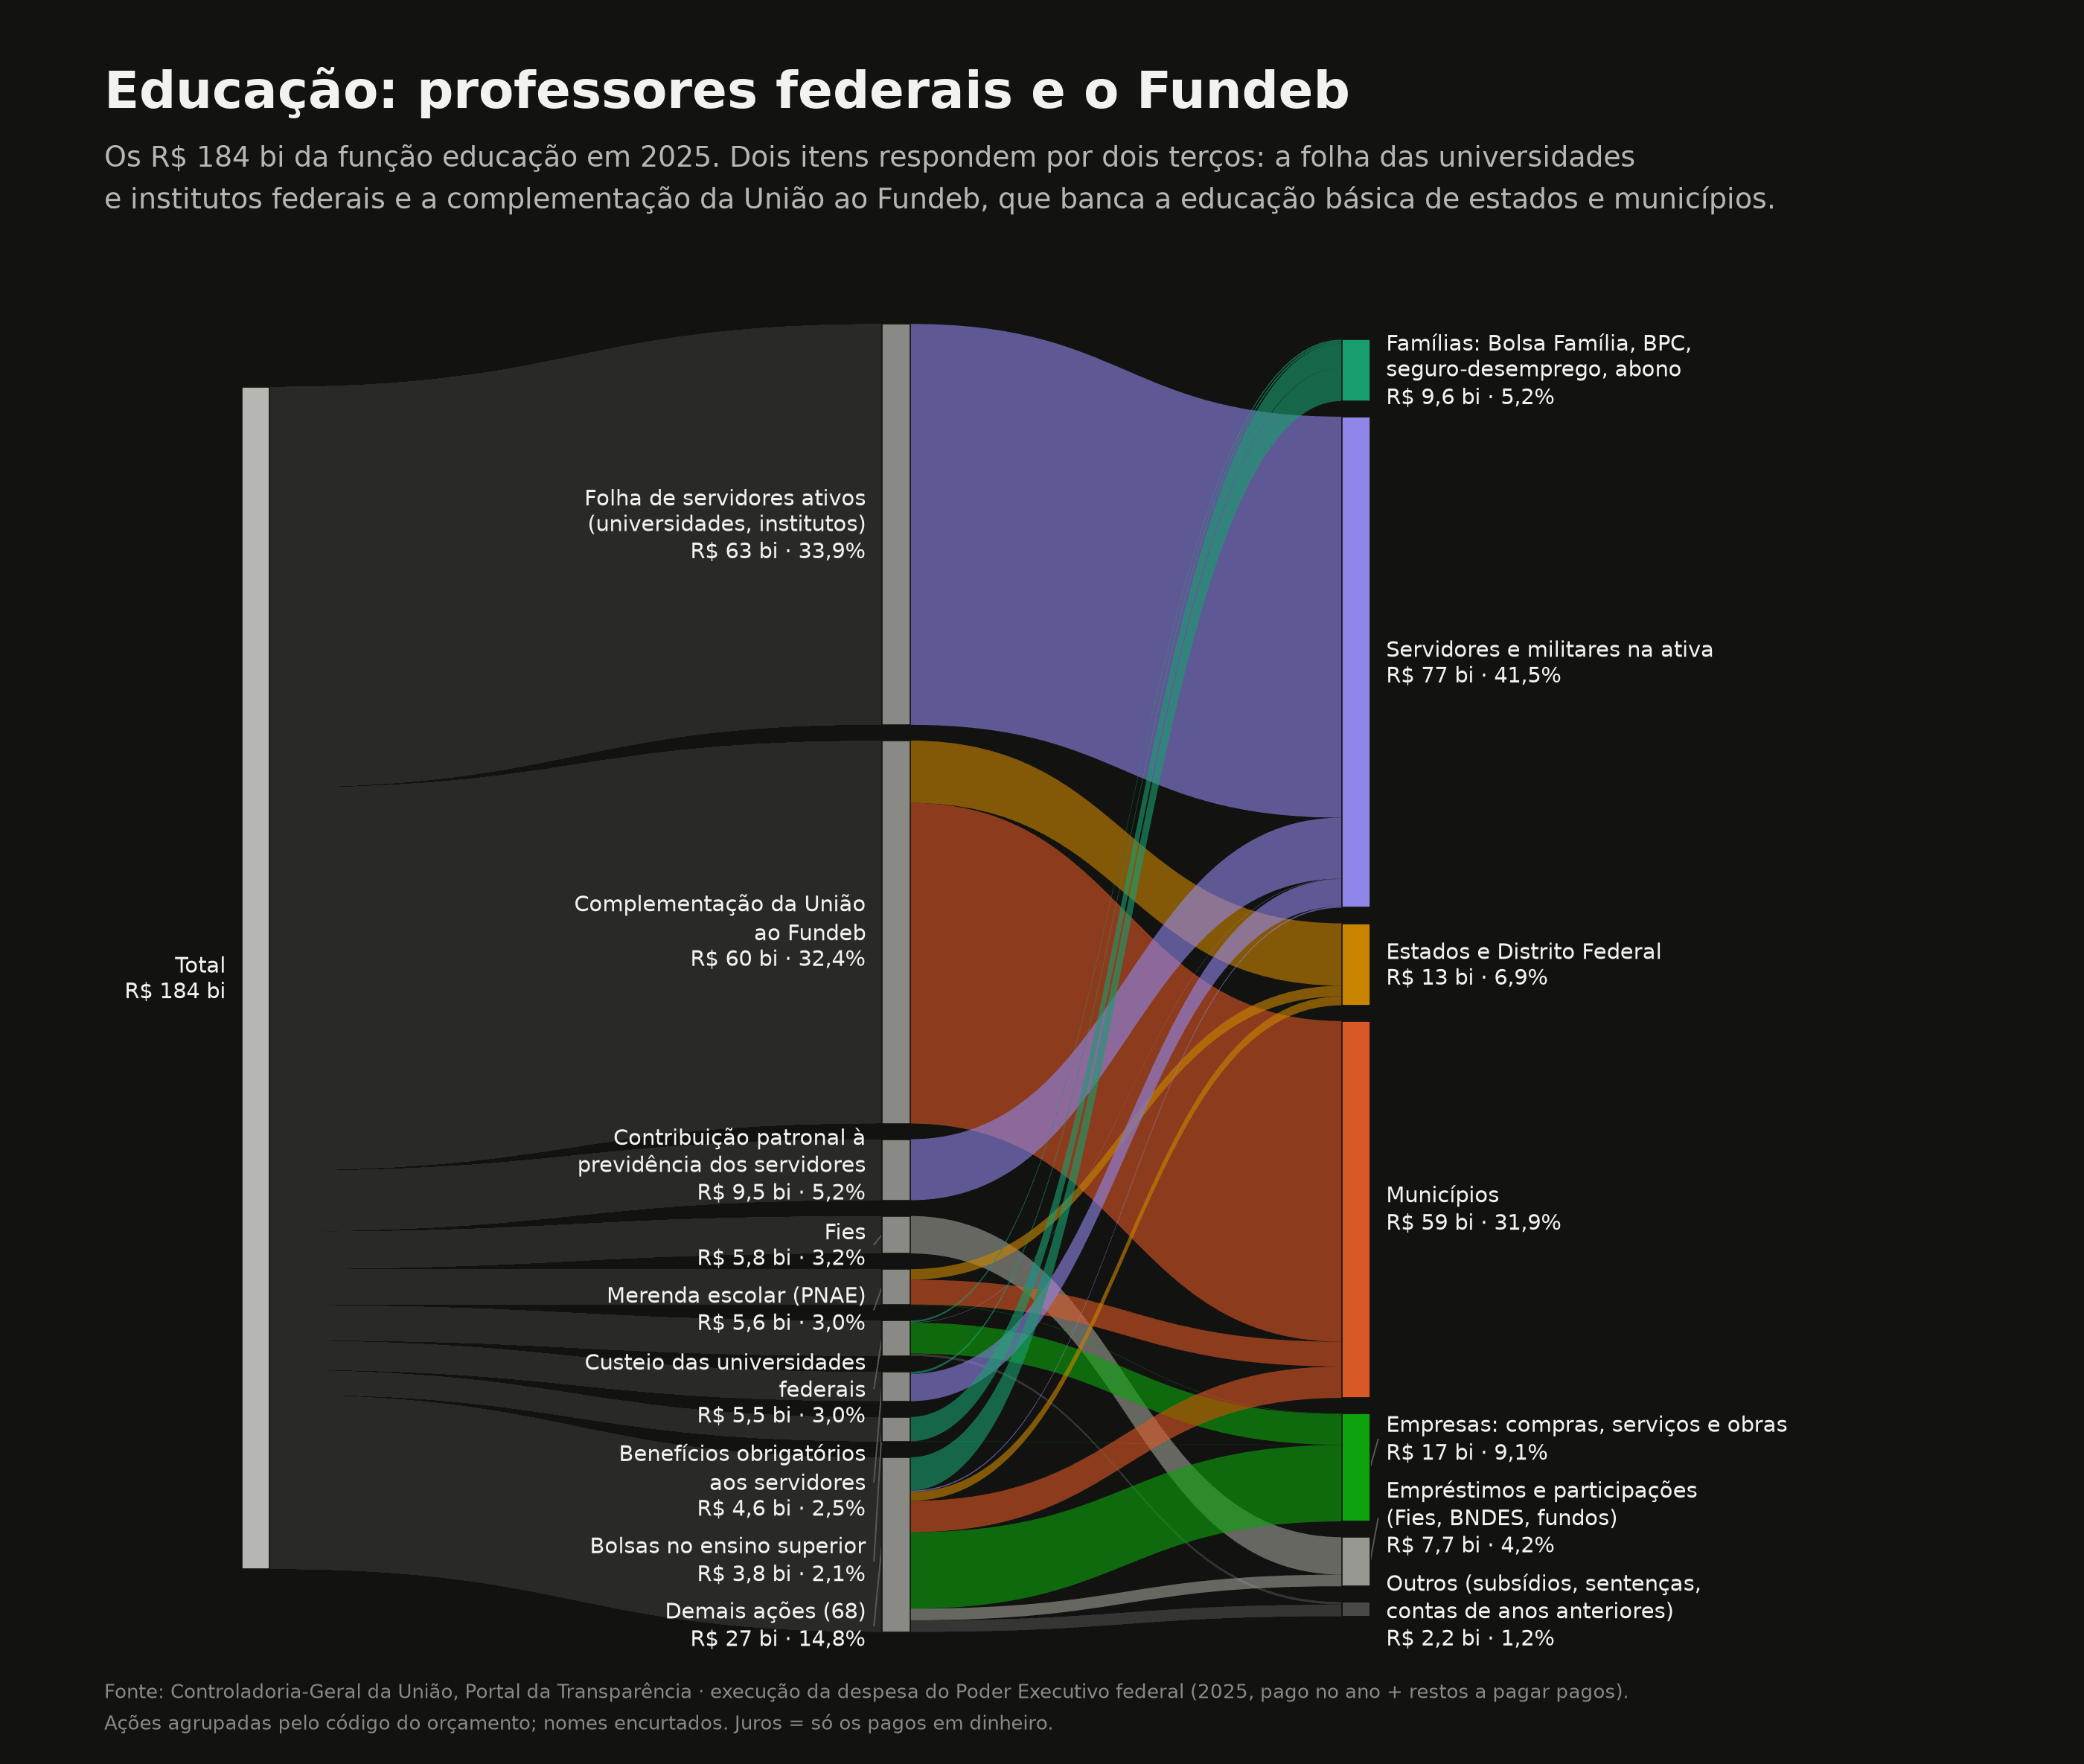 Educação: professores federais e o Fundeb
Os R$ 184 bi da função educação em 2025. Dois itens respondem por dois terços: a folha das universidades
e institutos federais e a complementação da União ao Fundeb, que banca a educação básica de estados e municípios.
Total
R$ 184 bi
Folha de servidores ativos
(universidades, institutos)
R$ 63 bi · 33,9%
Complementação da União
ao Fundeb
R$ 60 bi · 32,4%
Contribuição patronal à
previdência dos servidores
R$ 9,5 bi · 5,2%
Fies
R$ 5,8 bi · 3,2%
Merenda escolar (PNAE)
R$ 5,6 bi · 3,0%
Custeio das universidades
federais
R$ 5,5 bi · 3,0%
Benefícios obrigatórios
aos servidores
R$ 4,6 bi · 2,5%
Bolsas no ensino superior
R$ 3,8 bi · 2,1%
Demais ações (68)
R$ 27 bi · 14,8%
Famílias: Bolsa Família, BPC,
seguro-desemprego, abono
R$ 9,6 bi · 5,2%
Servidores e militares na ativa
R$ 77 bi · 41,5%
Estados e Distrito Federal
R$ 13 bi · 6,9%
Municípios
R$ 59 bi · 31,9%
Empresas: compras, serviços e obras
R$ 17 bi · 9,1%
Empréstimos e participações
(Fies, BNDES, fundos)
R$ 7,7 bi · 4,2%
Outros (subsídios, sentenças,
contas de anos anteriores)
R$ 2,2 bi · 1,2%
Fonte: Controladoria-Geral da União, Portal da Transparência · execução da despesa do Poder Executivo federal (2025, pago no ano + restos a pagar pagos).
Ações agrupadas pelo código do orçamento; nomes encurtados. Juros = só os pagos em dinheiro.